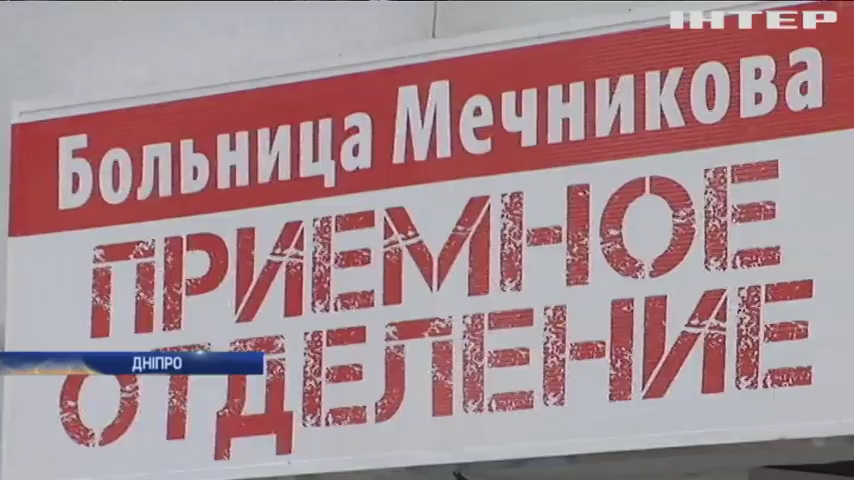 ІНТЕР
Больница Мечникова
ПРИЕМНОЕ
ОТДЕЛЕНИЕ
ДНІПРО